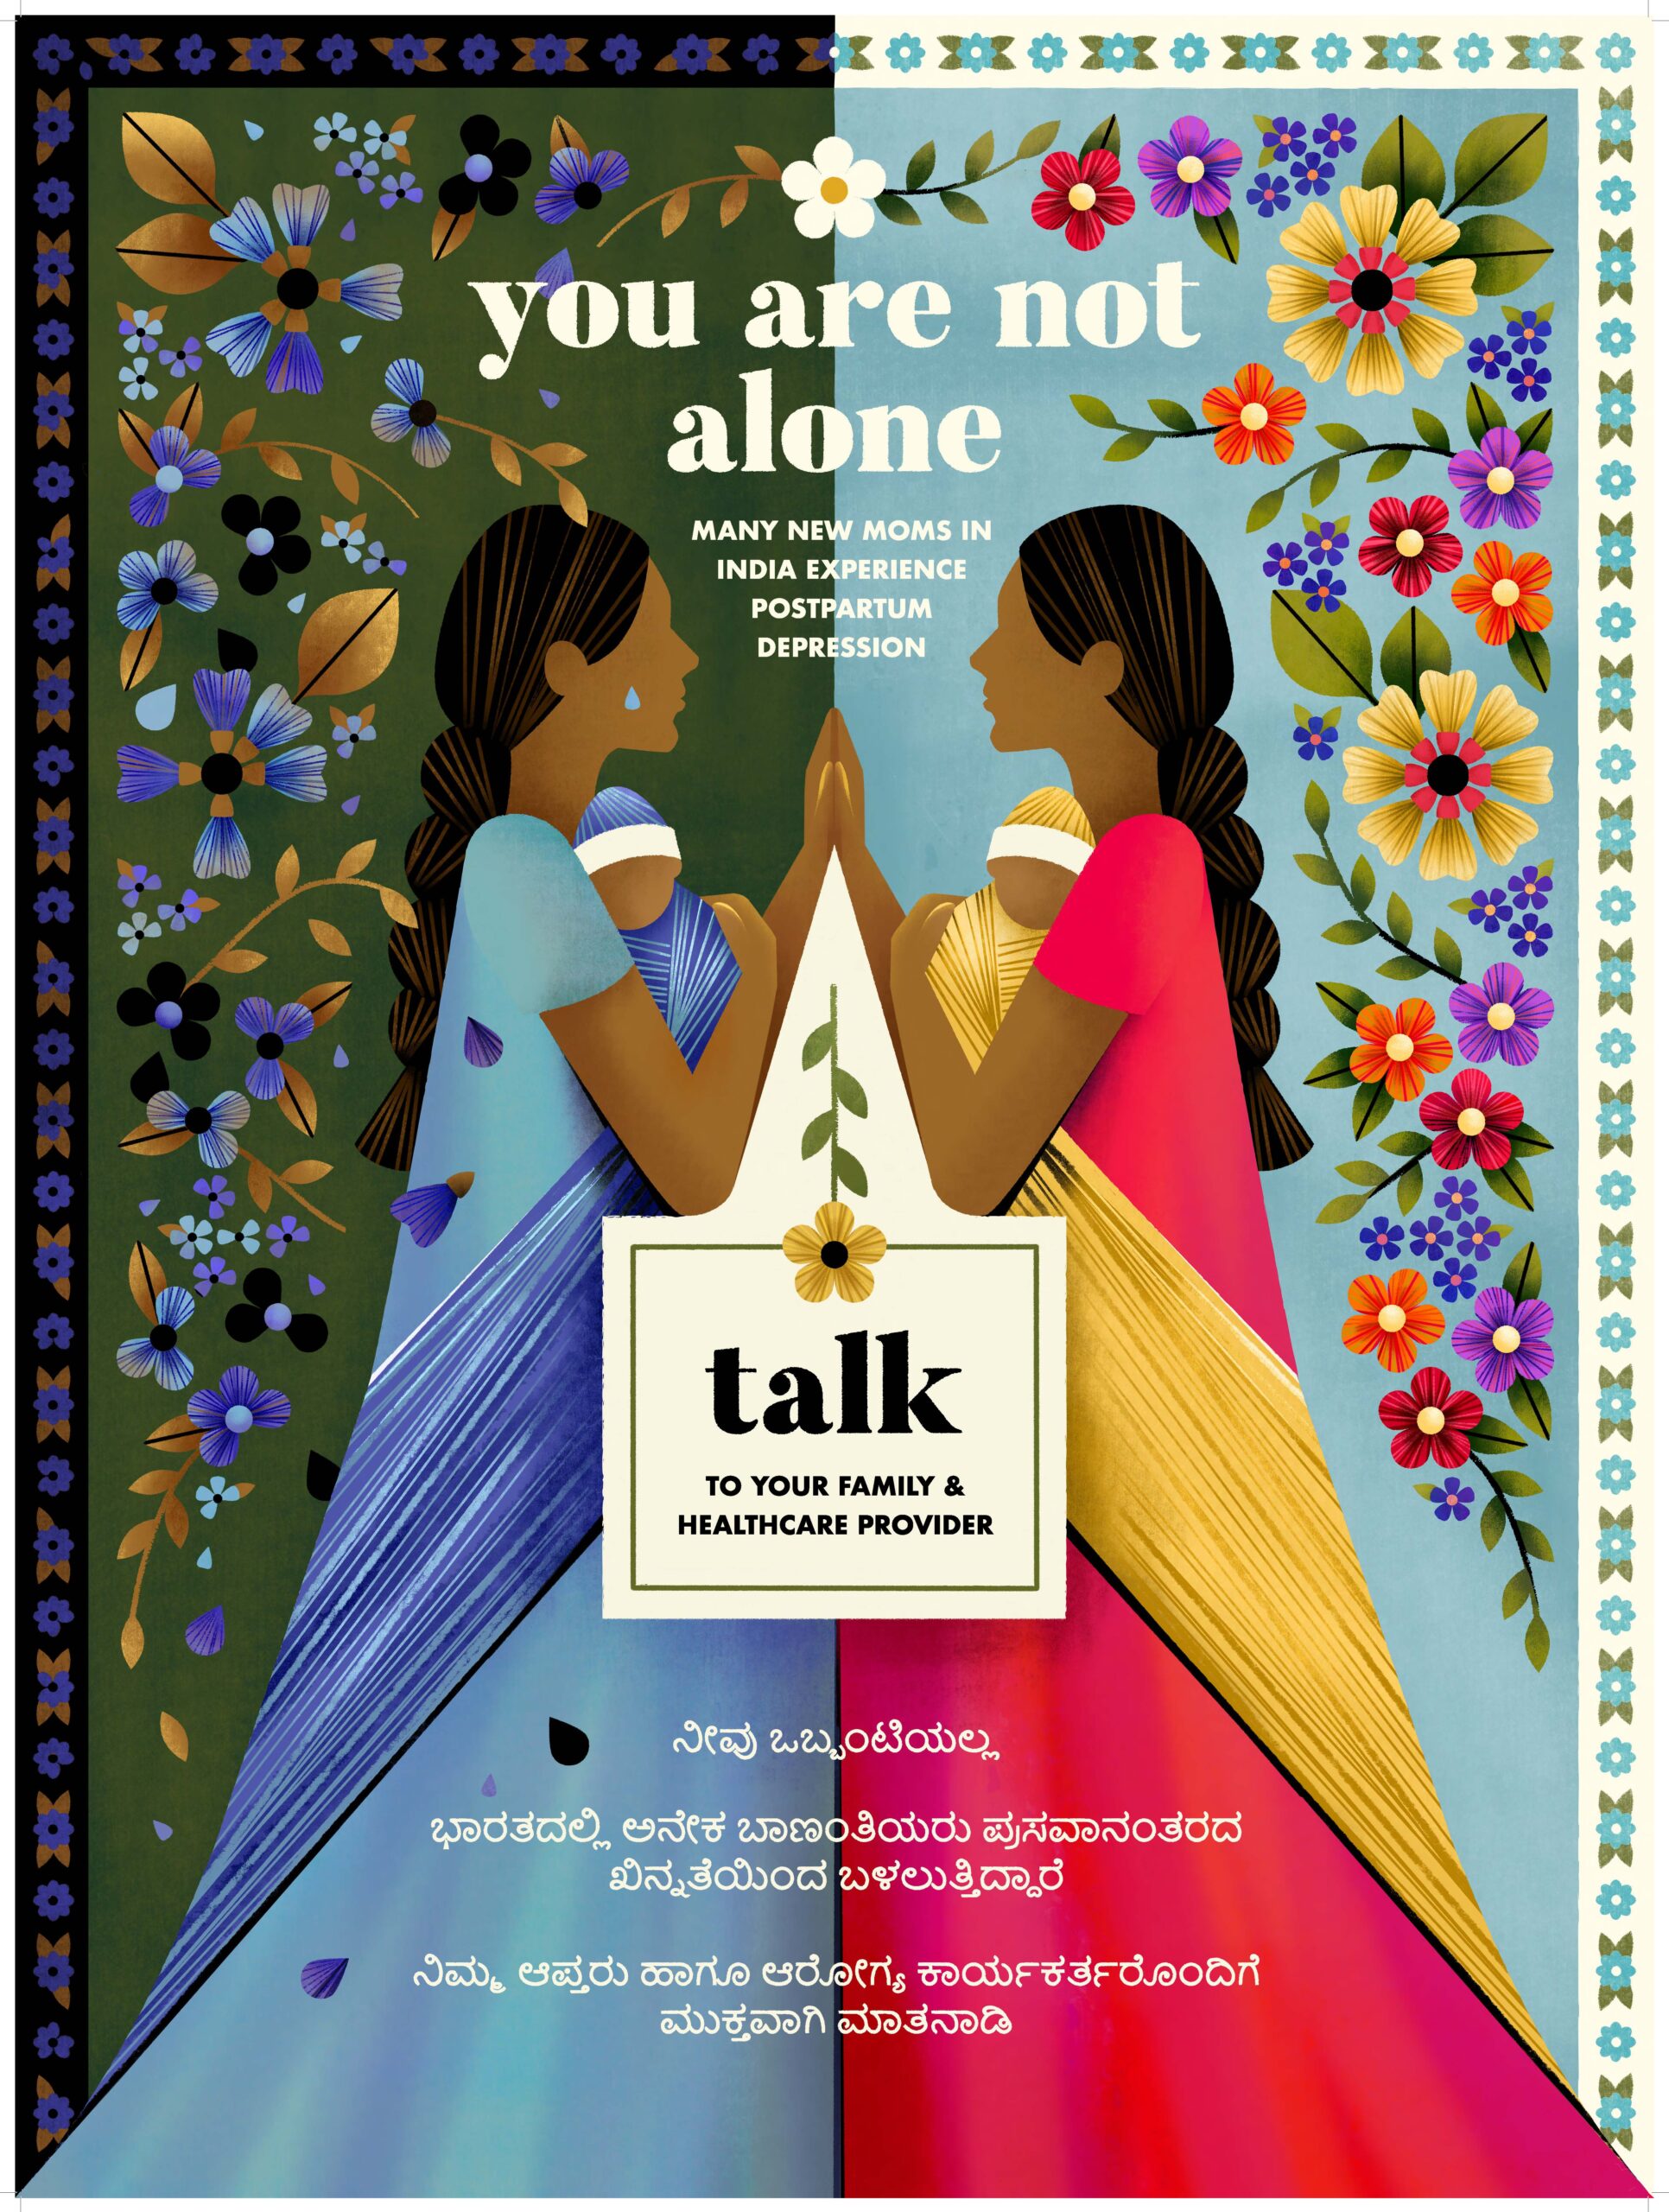 you are not
alone
MANY NEW MOMS IN
INDIA EXPERIENCE
POSTPARTUM
DEPRESSION
talk
TO YOUR FAMILY &
HEALTHCARE PROVIDER
ನೀವು ಒಬ್ಬಂಟಿಯಲ್ಲ
ಭಾರತದಲ್ಲಿ ಅನೇಕ ಬಾಣಂತಿಯರು ಪ್ರಸವಾನಂತರದ
ಖಿನ್ನತೆಯಿಂದ ಬಳಲುತ್ತಿದ್ದಾರೆ
ನಿಮ್ಮ ಆಪ್ತರು ಹಾಗೂ ಆರೋಗ್ಯ ಕಾರ್ಯಕರ್ತರೊಂದಿಗೆ
ಮುಕ್ತವಾಗಿ ಮಾತನಾಡಿ